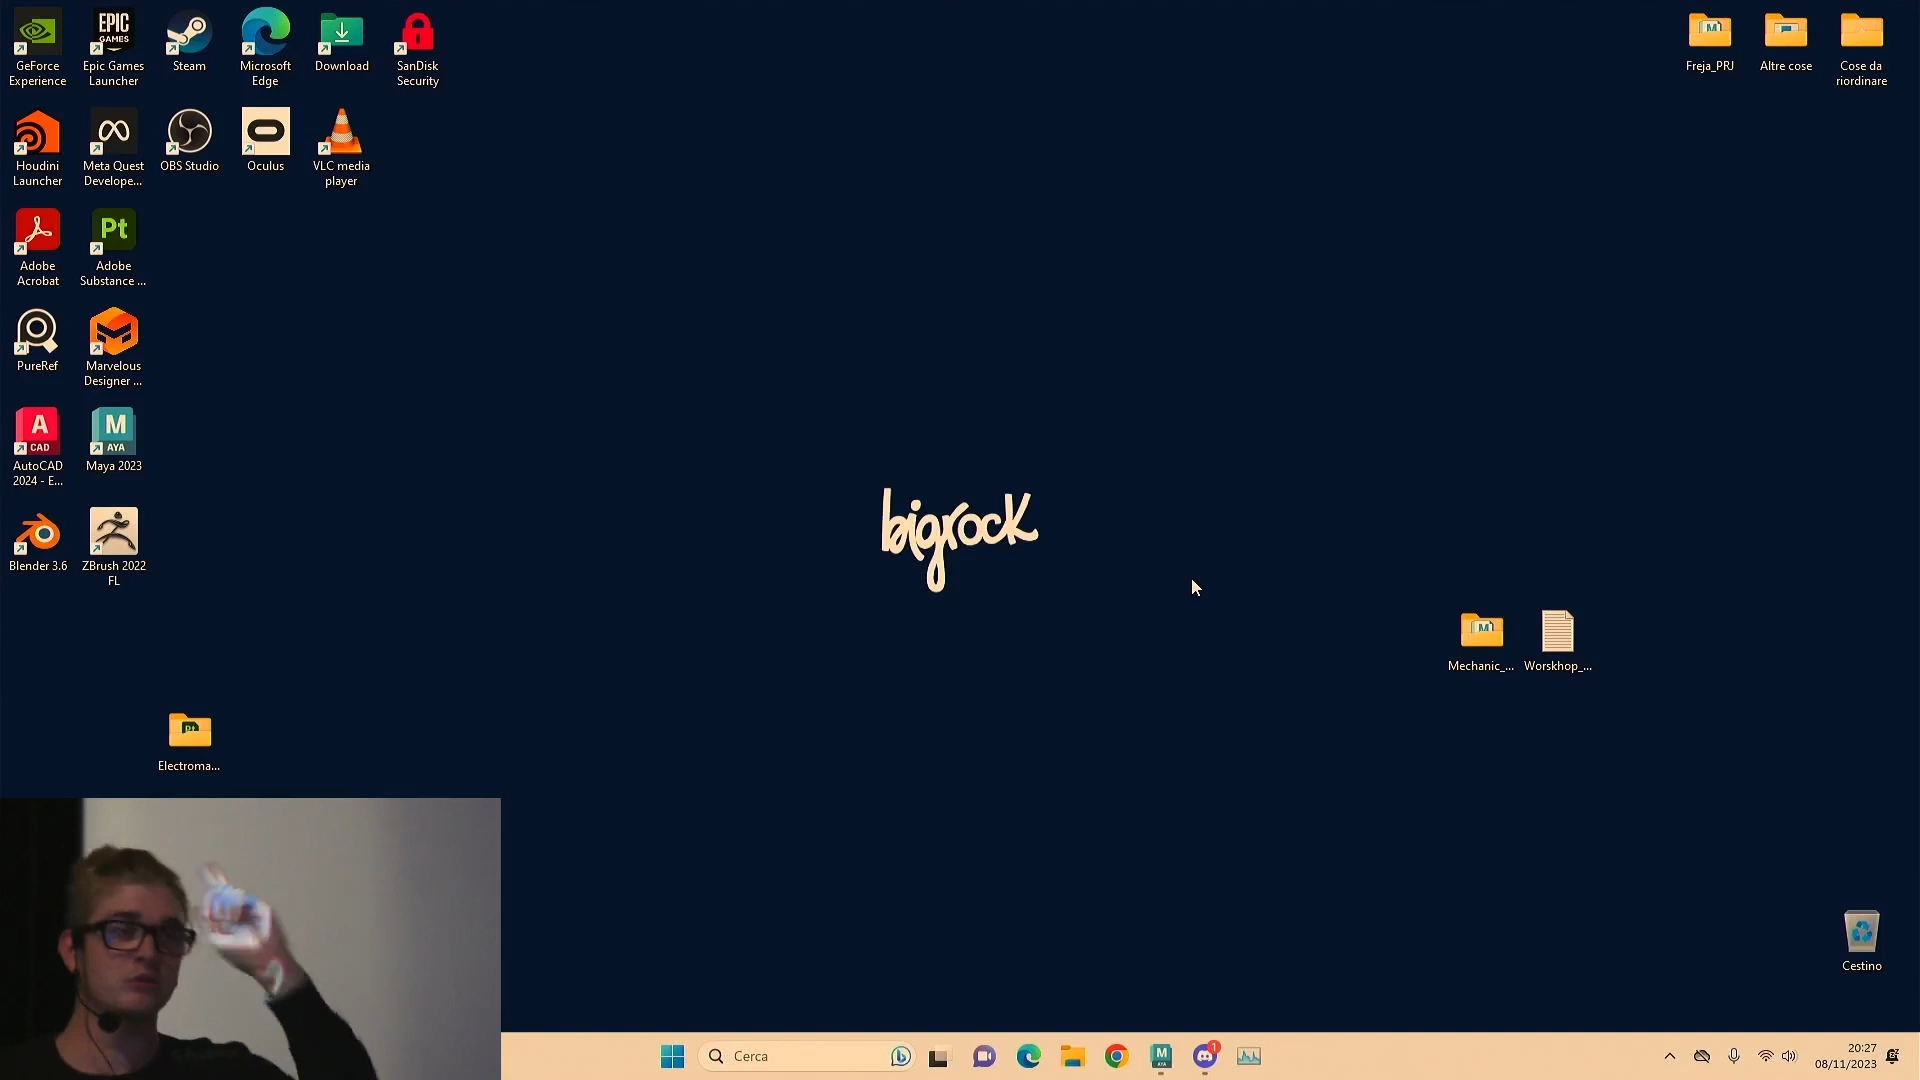 GeForce
Experience
EPIC
GAMES
Epic Games
Launcher
Steam
Microsoft
Edge
Download
SanDisk
Security
Freja_PRJ
Altre cose
Cose da
riordinare
Houdini
Launcher
Meta Quest
Develope...
OBS Studio
Oculus
VLC media
player
Adobe
Acrobat
Pt
Adobe
Substance ...
PureRef
Marvelous
Designer ...
A
CAD
AutoCAD
2024 - E...
M
AYA
Maya 2023
Blender 3.6
ZBrush 2022
FL
bigrock
M
Mechanic_...
Worskhop_...
Pt
Electroma...
Cestino
Cerca
M
AYA
1
20:27
08/11/2023